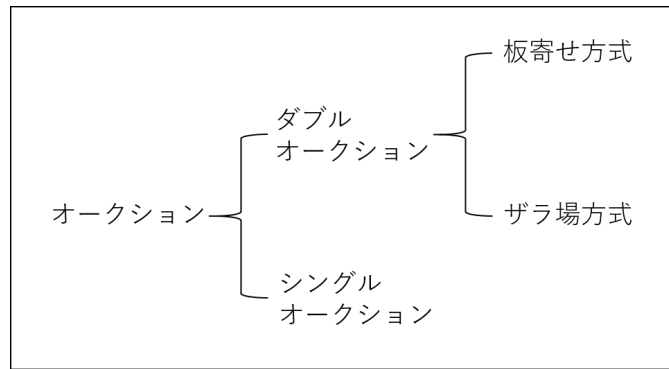 板寄せ方式
ダブル
オークション
オークション
ザラ場方式
シングル
オークション